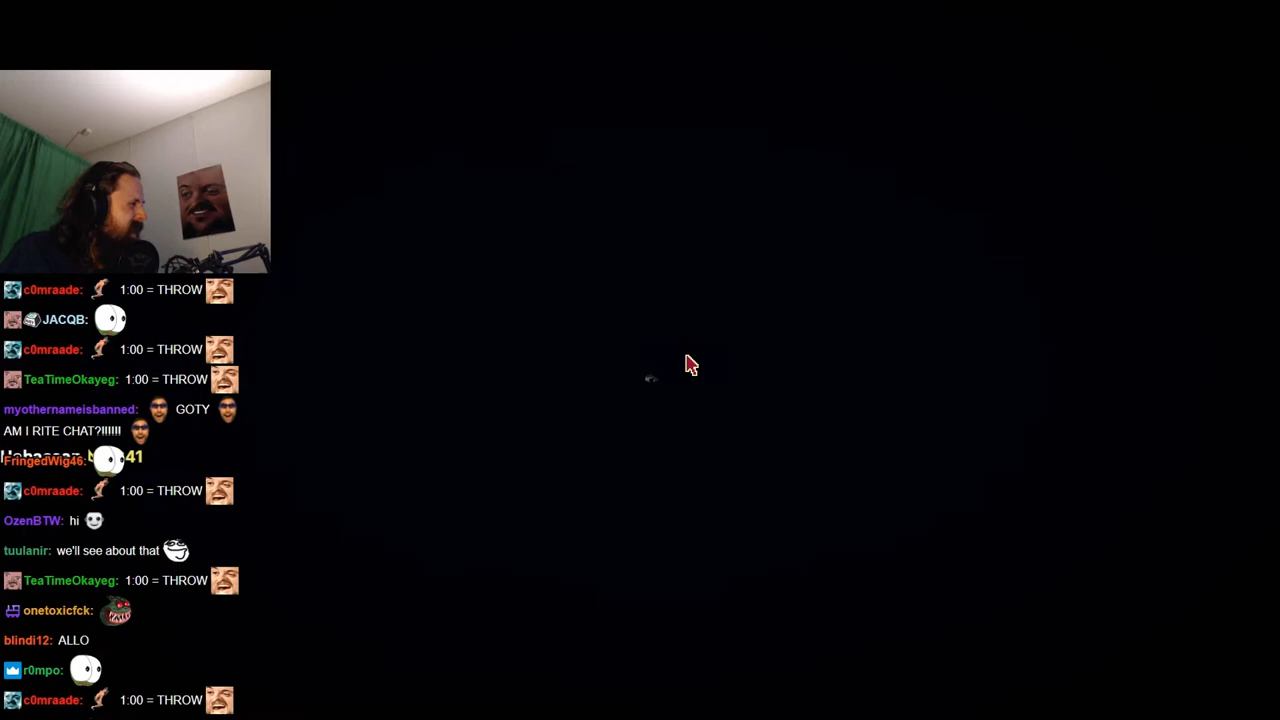 c0mraade: 1:00 = THROW
JACQB:
c0mraade: 1:00 = THROW
TeaTimeOkayeg: 1:00 = THROW
myothernameisbanned: GOTY
AM I RITE CHAT?!!!!!!
41
FringedWig46:
c0mraade: 1:00 = THROW
OzenBTW: hi
tuulanir: we'll see about that
TeaTimeOkayeg: 1:00 = THROW
onetoxicfck:
blindi12: ALLO
r0mpo:
c0mraade: 1:00 = THROW